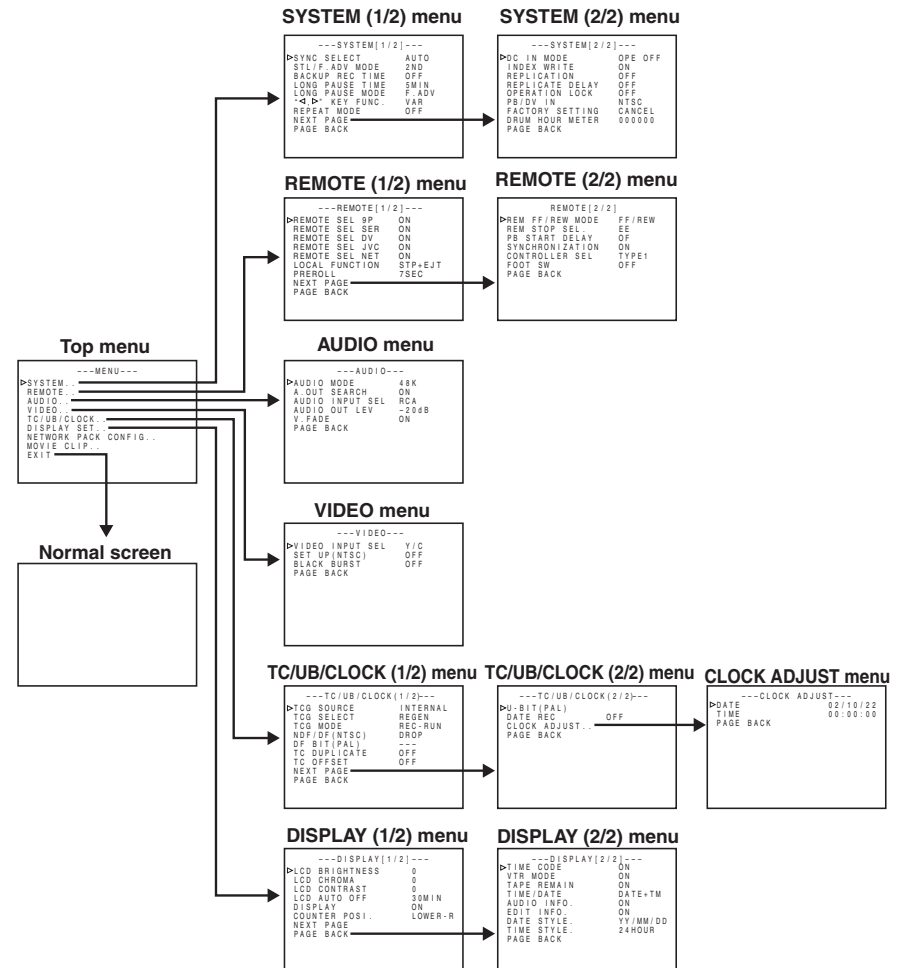 SYSTEM (1/2) menu
---SYSTEM[1/2]---
SYNC SELECT AUTO
STL/F.ADV MODE 2ND
BACKUP REC TIME OFF
LONG PAUSE TIME 5MIN
LONG PAUSE MODE F.ADV
"◁,▷" KEY FUNC. VAR
REPEAT MODE OFF
NEXT PAGE
PAGE BACK
SYSTEM (2/2) menu
---SYSTEM[2/2]---
DC IN MODE OPE OFF
INDEX WRITE ON
REPLICATION OFF
REPLICATE DELAY OFF
OPERATION LOCK OFF
PB/DV IN NTSC
FACTORY SETTING CANCEL
DRUM HOUR METER 000000
PAGE BACK
REMOTE (1/2) menu
---REMOTE[1/2]---
REMOTE SEL 9P ON
REMOTE SEL SER ON
REMOTE SEL DV ON
REMOTE SEL JVC ON
REMOTE SEL NET ON
LOCAL FUNCTION STP+EJT
PREROLL 7SEC
NEXT PAGE
PAGE BACK
REMOTE (2/2) menu
REMOTE[2/2]
REM FF/REW MODE FF/REW
REM STOP SEL. EE
PB START DELAY OF
SYNCHRONIZATION ON
CONTROLLER SEL TYPE1
FOOT SW OFF
PAGE BACK
Top menu
---MENU---
SYSTEM..
REMOTE..
AUDIO..
VIDEO..
TC/UB/CLOCK..
DISPLAY SET..
NETWORK PACK CONFIG..
MOVIE CLIP..
EXIT
AUDIO menu
---AUDIO---
AUDIO MODE 48K
A.OUT SEARCH ON
AUDIO INPUT SEL RCA
AUDIO OUT LEV -20dB
V.FADE ON
PAGE BACK
VIDEO menu
---VIDEO---
VIDEO INPUT SEL Y/C
SET UP(NTSC) OFF
BLACK BURST OFF
PAGE BACK
Normal screen
TC/UB/CLOCK (1/2) menu
---TC/UB/CLOCK(1/2)---
TCG SOURCE INTERNAL
TCG SELECT REGEN
TCG MODE REC-RUN
NDF/DF(NTSC) DROP
DF BIT(PAL) ---
TC DUPLICATE OFF
TC OFFSET OFF
NEXT PAGE
PAGE BACK
TC/UB/CLOCK (2/2) menu
---TC/UB/CLOCK(2/2)---
U-BIT(PAL)
DATE REC OFF
CLOCK ADJUST..
PAGE BACK
CLOCK ADJUST menu
---CLOCK ADJUST---
DATE 02/10/22
TIME 00:00:00
PAGE BACK
DISPLAY (1/2) menu
---DISPLAY[1/2]---
LCD BRIGHTNESS 0
LCD CHROMA 0
LCD CONTRAST 0
LCD AUTO OFF 30MIN
DISPLAY ON
COUNTER POSI. LOWER-R
NEXT PAGE
PAGE BACK
DISPLAY (2/2) menu
---DISPLAY[2/2]---
TIME CODE ON
VTR MODE ON
TAPE REMAIN ON
TIME/DATE DATE+TM
AUDIO INFO. ON
EDIT INFO. ON
DATE STYLE. YY/MM/DD
TIME STYLE. 24HOUR
PAGE BACK